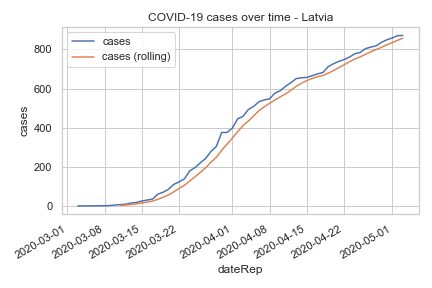 COVID-19 cases over time - Latvia
cases
cases (rolling)
800
600
400
200
0
cases
2020-03-01
2020-03-08
2020-03-15
2020-03-22
2020-04-01
2020-04-08
2020-04-15
2020-04-22
2020-05-01
dateRep